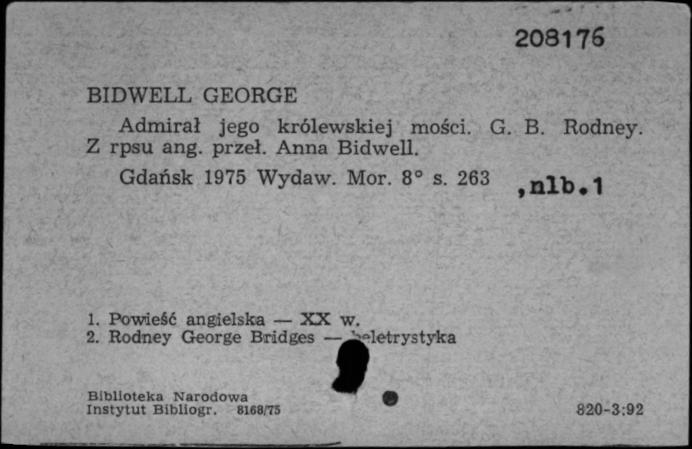 208176
BIDWELL GEORGE
Admirał jego królewskiej mości. G. B. Rodney.
Z rpsu ang. przeł. Anna Bidwell.
Gdańsk 1975 Wydaw. Mor. 8° s. 263 ,nlb.1
1. Powieść angielska — XX w.
2. Rodney George Bridges — beletrystyka
Biblioteka Narodowa
Instytut Bibliogr. 8168/75
820-3:92